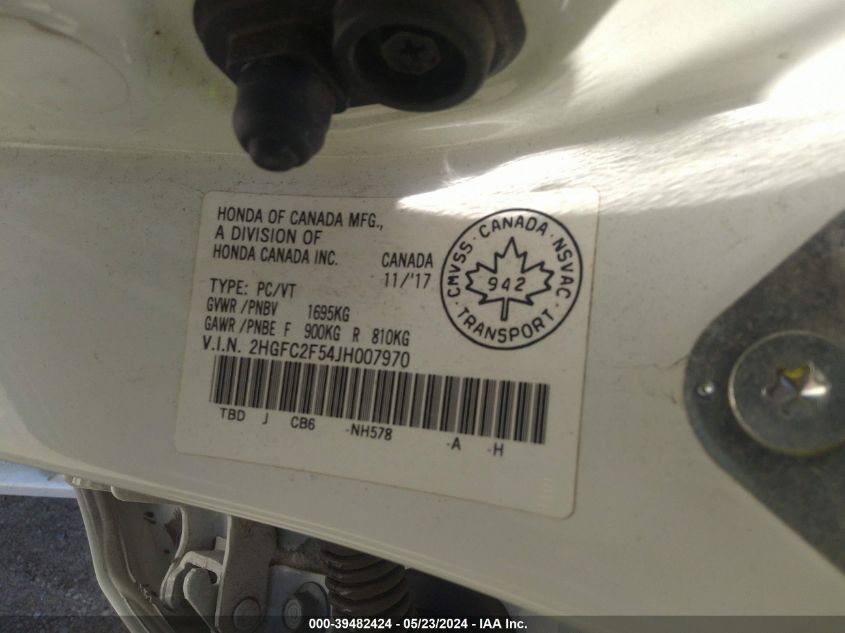 HONDA OF CANADA MFG.,
A DIVISION OF
HONDA CANADA INC.
CANADA
11/'17
TYPE: PC/VT
GVWR /PNBV 1695KG
GAWR /PNBE F 900KG R 810KG
V.I.N. 2HGFC2F54JH007970
TBD J CB6 -NH578 -A -H
CMVSS · CANADA · NSVAC
942
· TRANSPORT ·
000-39482424 / 05/23/2024 - IAA Inc.